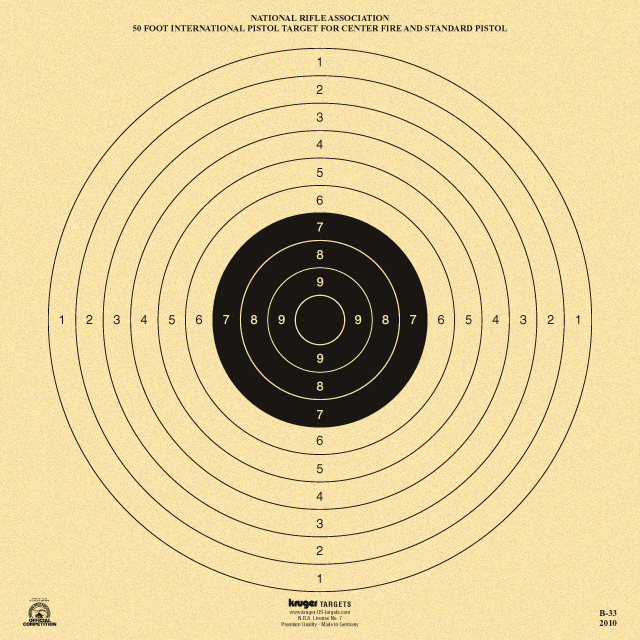 NATIONAL RIFLE ASSOCIATION
50 FOOT INTERNATIONAL PISTOL TARGET FOR CENTER FIRE AND STANDARD PISTOL
1
2
3
4
5
6
7
8
9
1 2 3 4 5 6 7 8 9 9 8 7 6 5 4 3 2 1
9
8
7
6
5
4
3
2
1
kruger TARGETS
www.kruger-US-targets.com
N.R.A. License No. 7
Premium Quality - Made in Germany
OFFICIAL
COMPETITION
B-33
2010